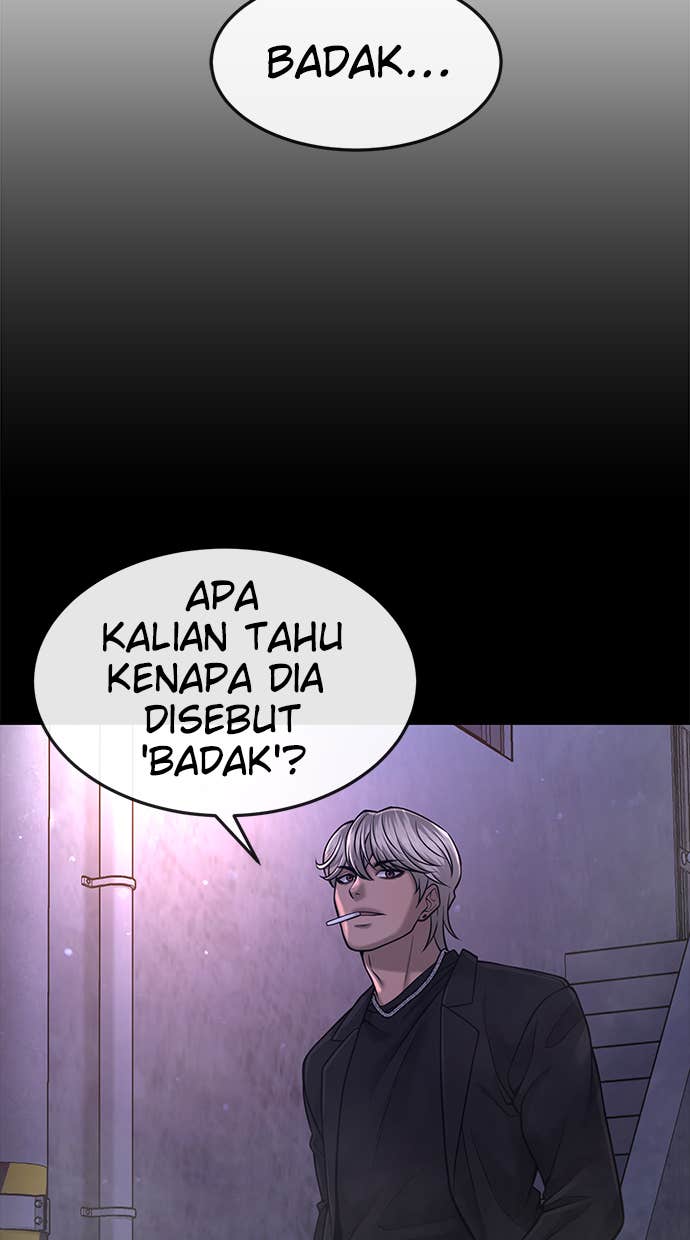 BADAK...
APA
KALIAN TAHU
KENAPA DIA
DISEBUT
'BADAK'?